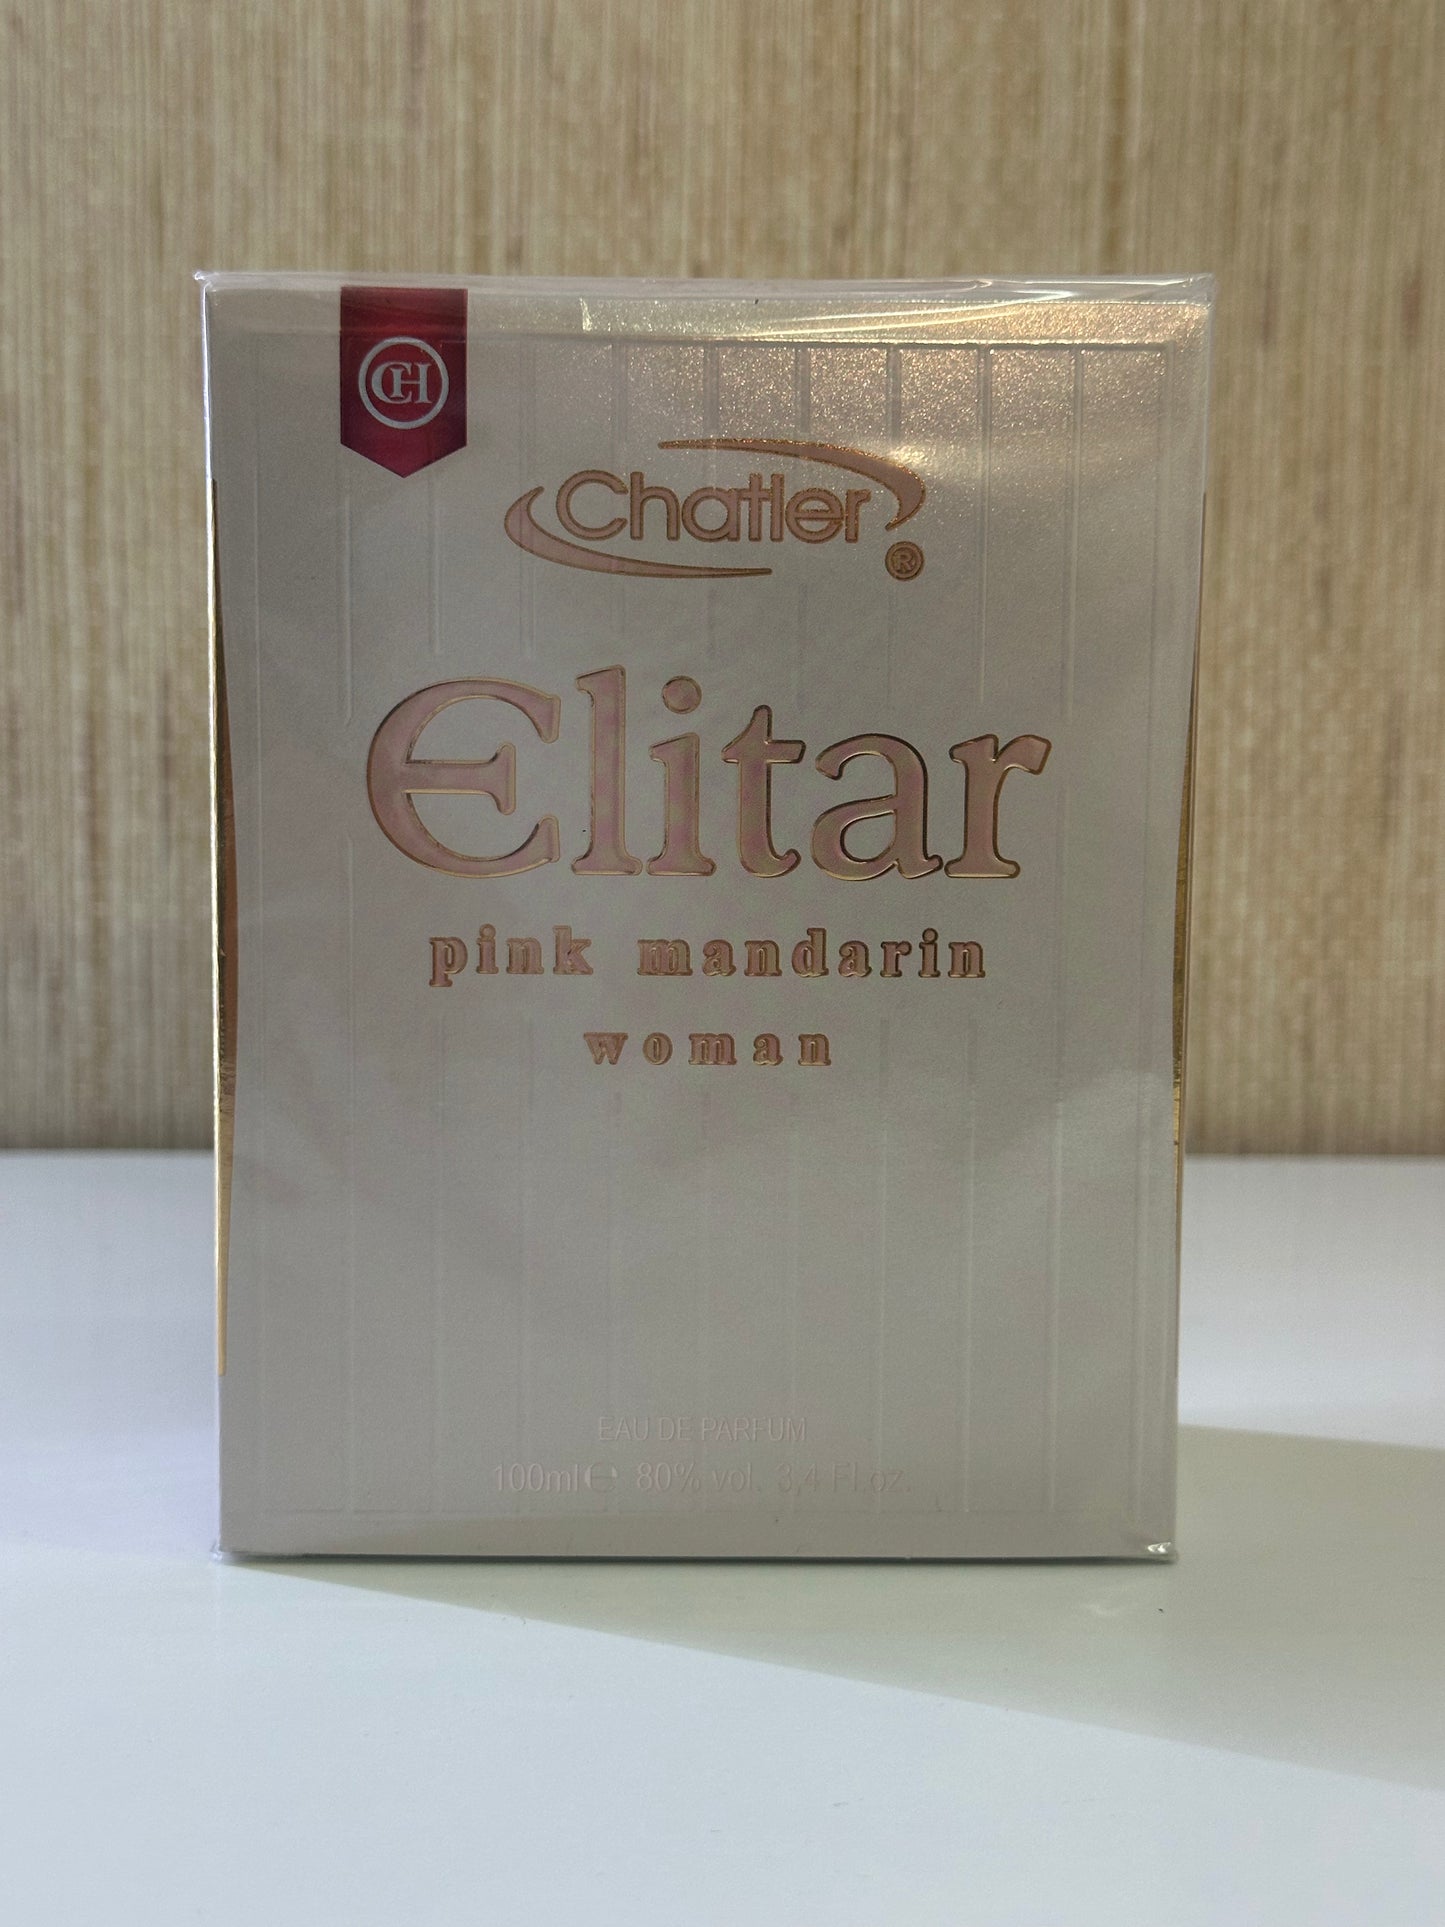 CH
Chatler®
Elitar
pink mandarin
woman
EAU DE PARFUM
100ml℮ 80% vol. 3,4 Fl.oz.